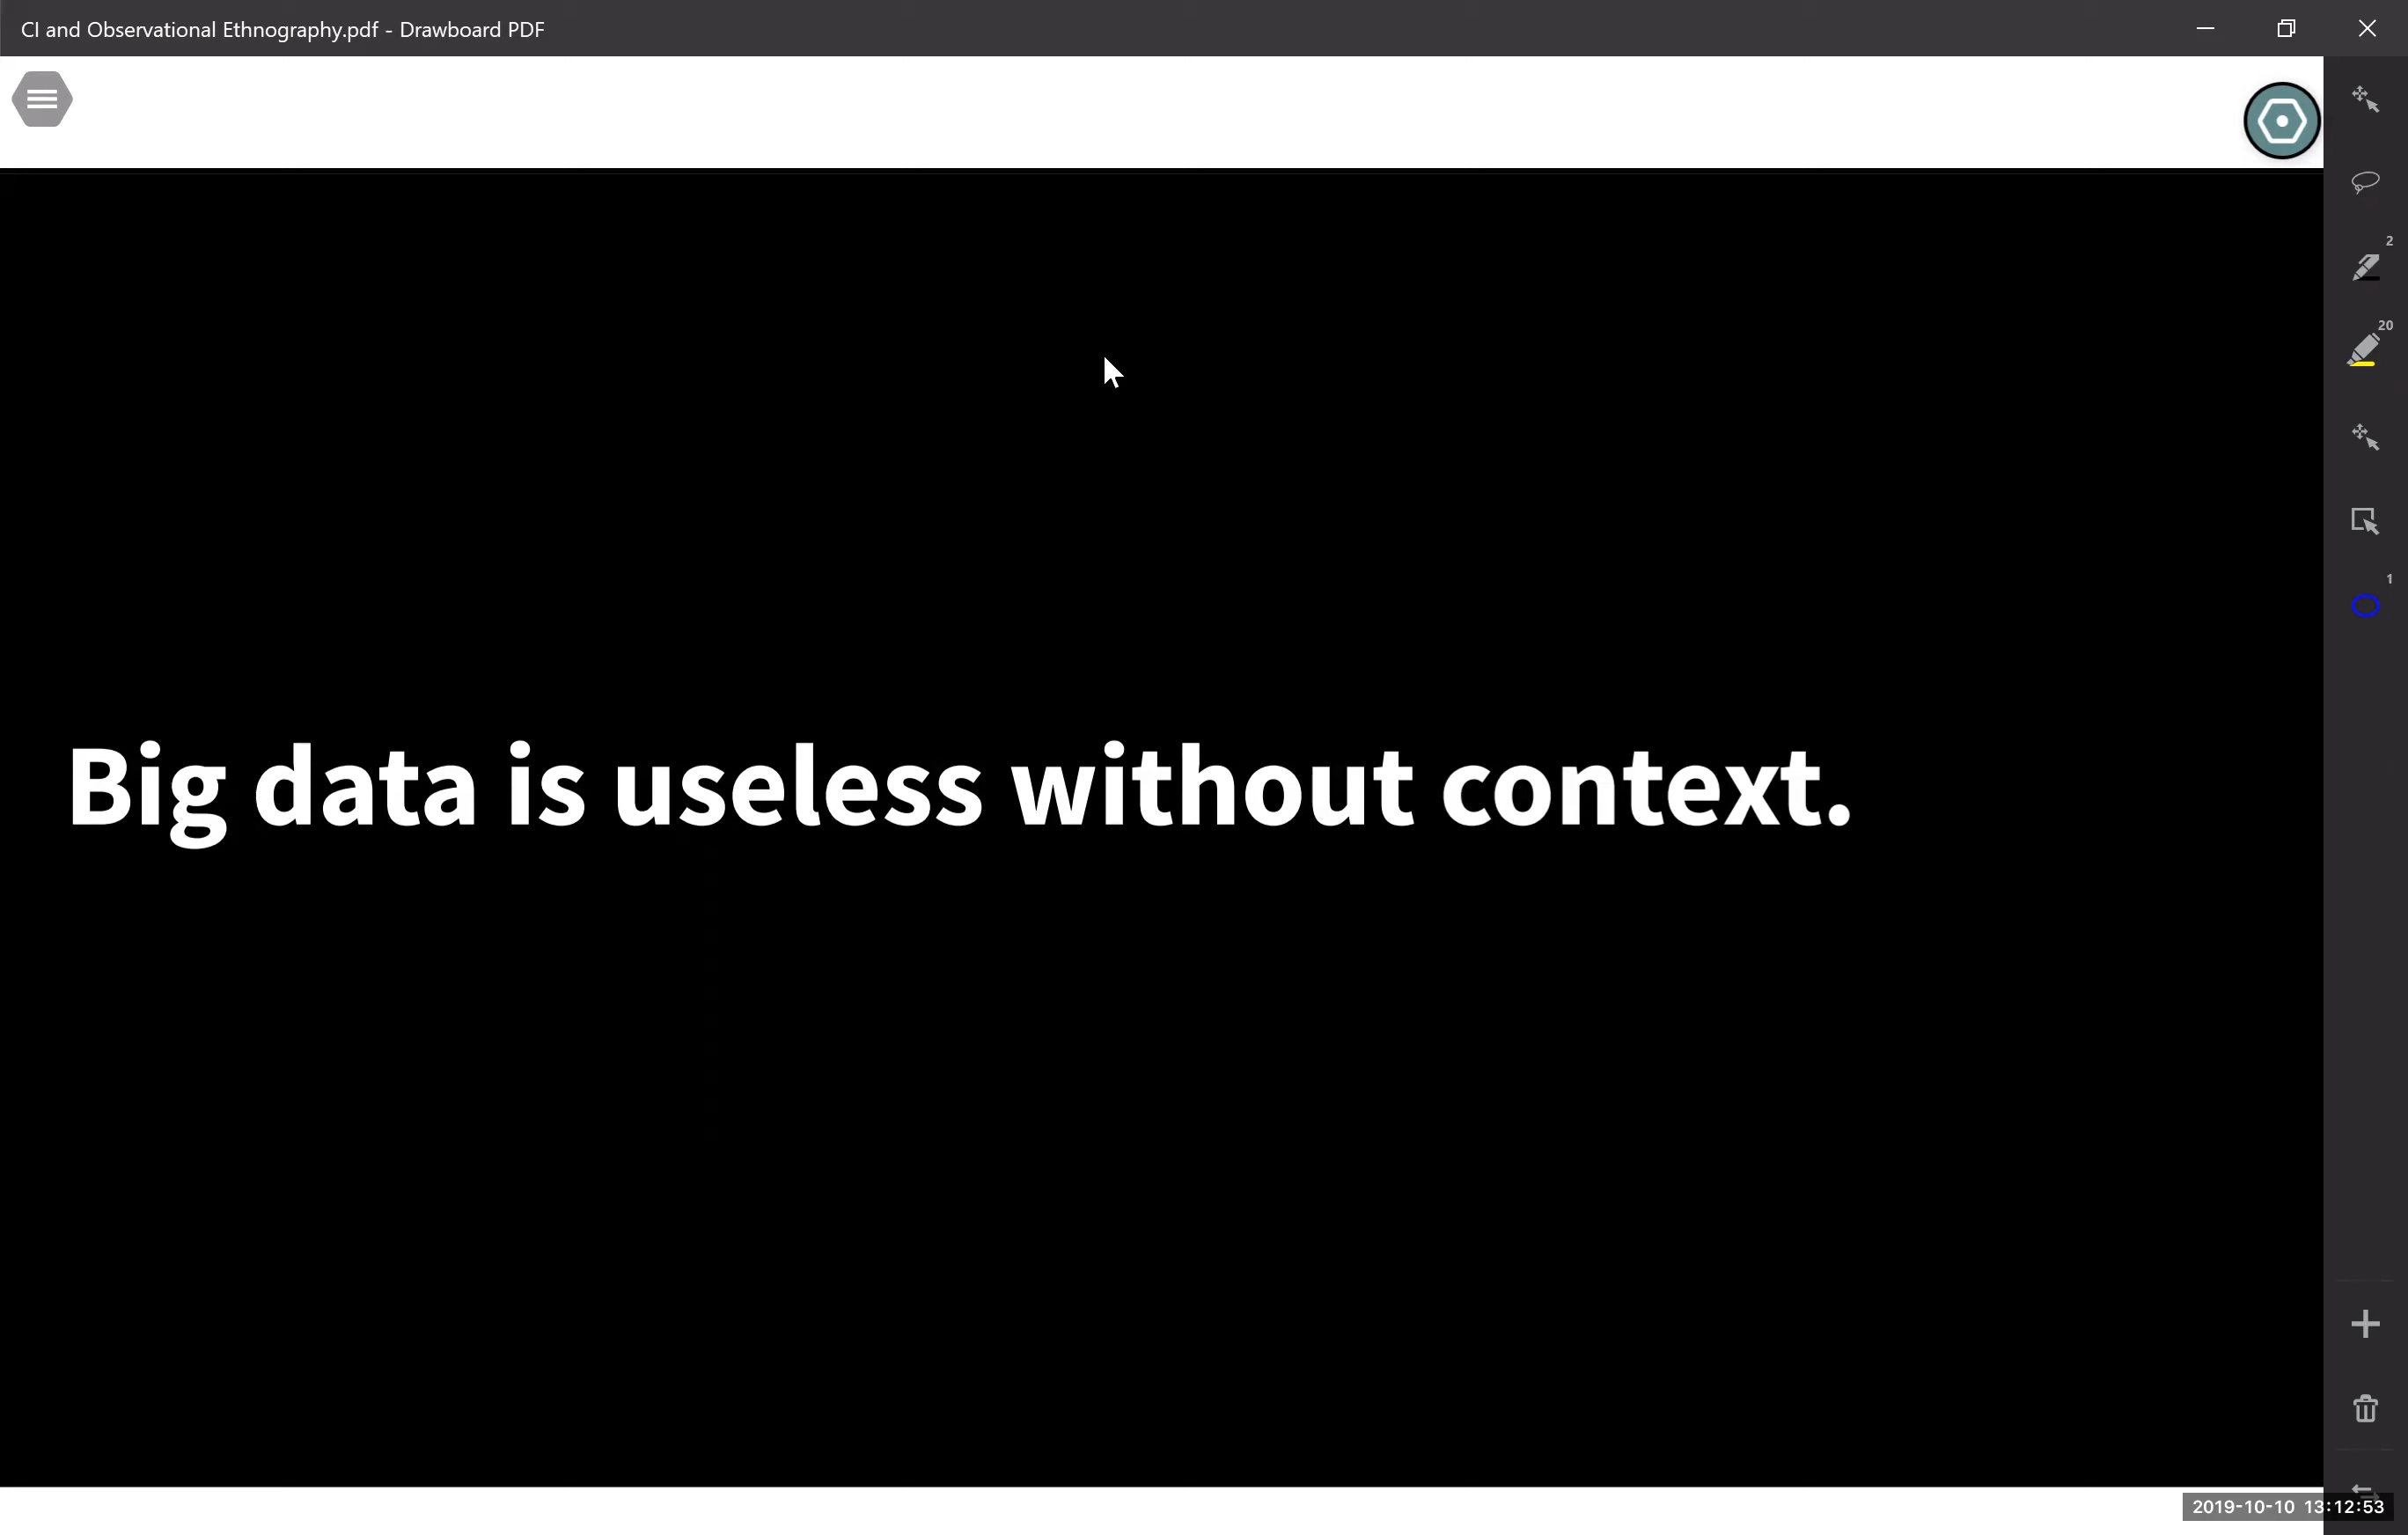 CI and Observational Ethnography.pdf - Drawboard PDF
2
20
1
Big data is useless without context.
2019-10-10 13:12:53